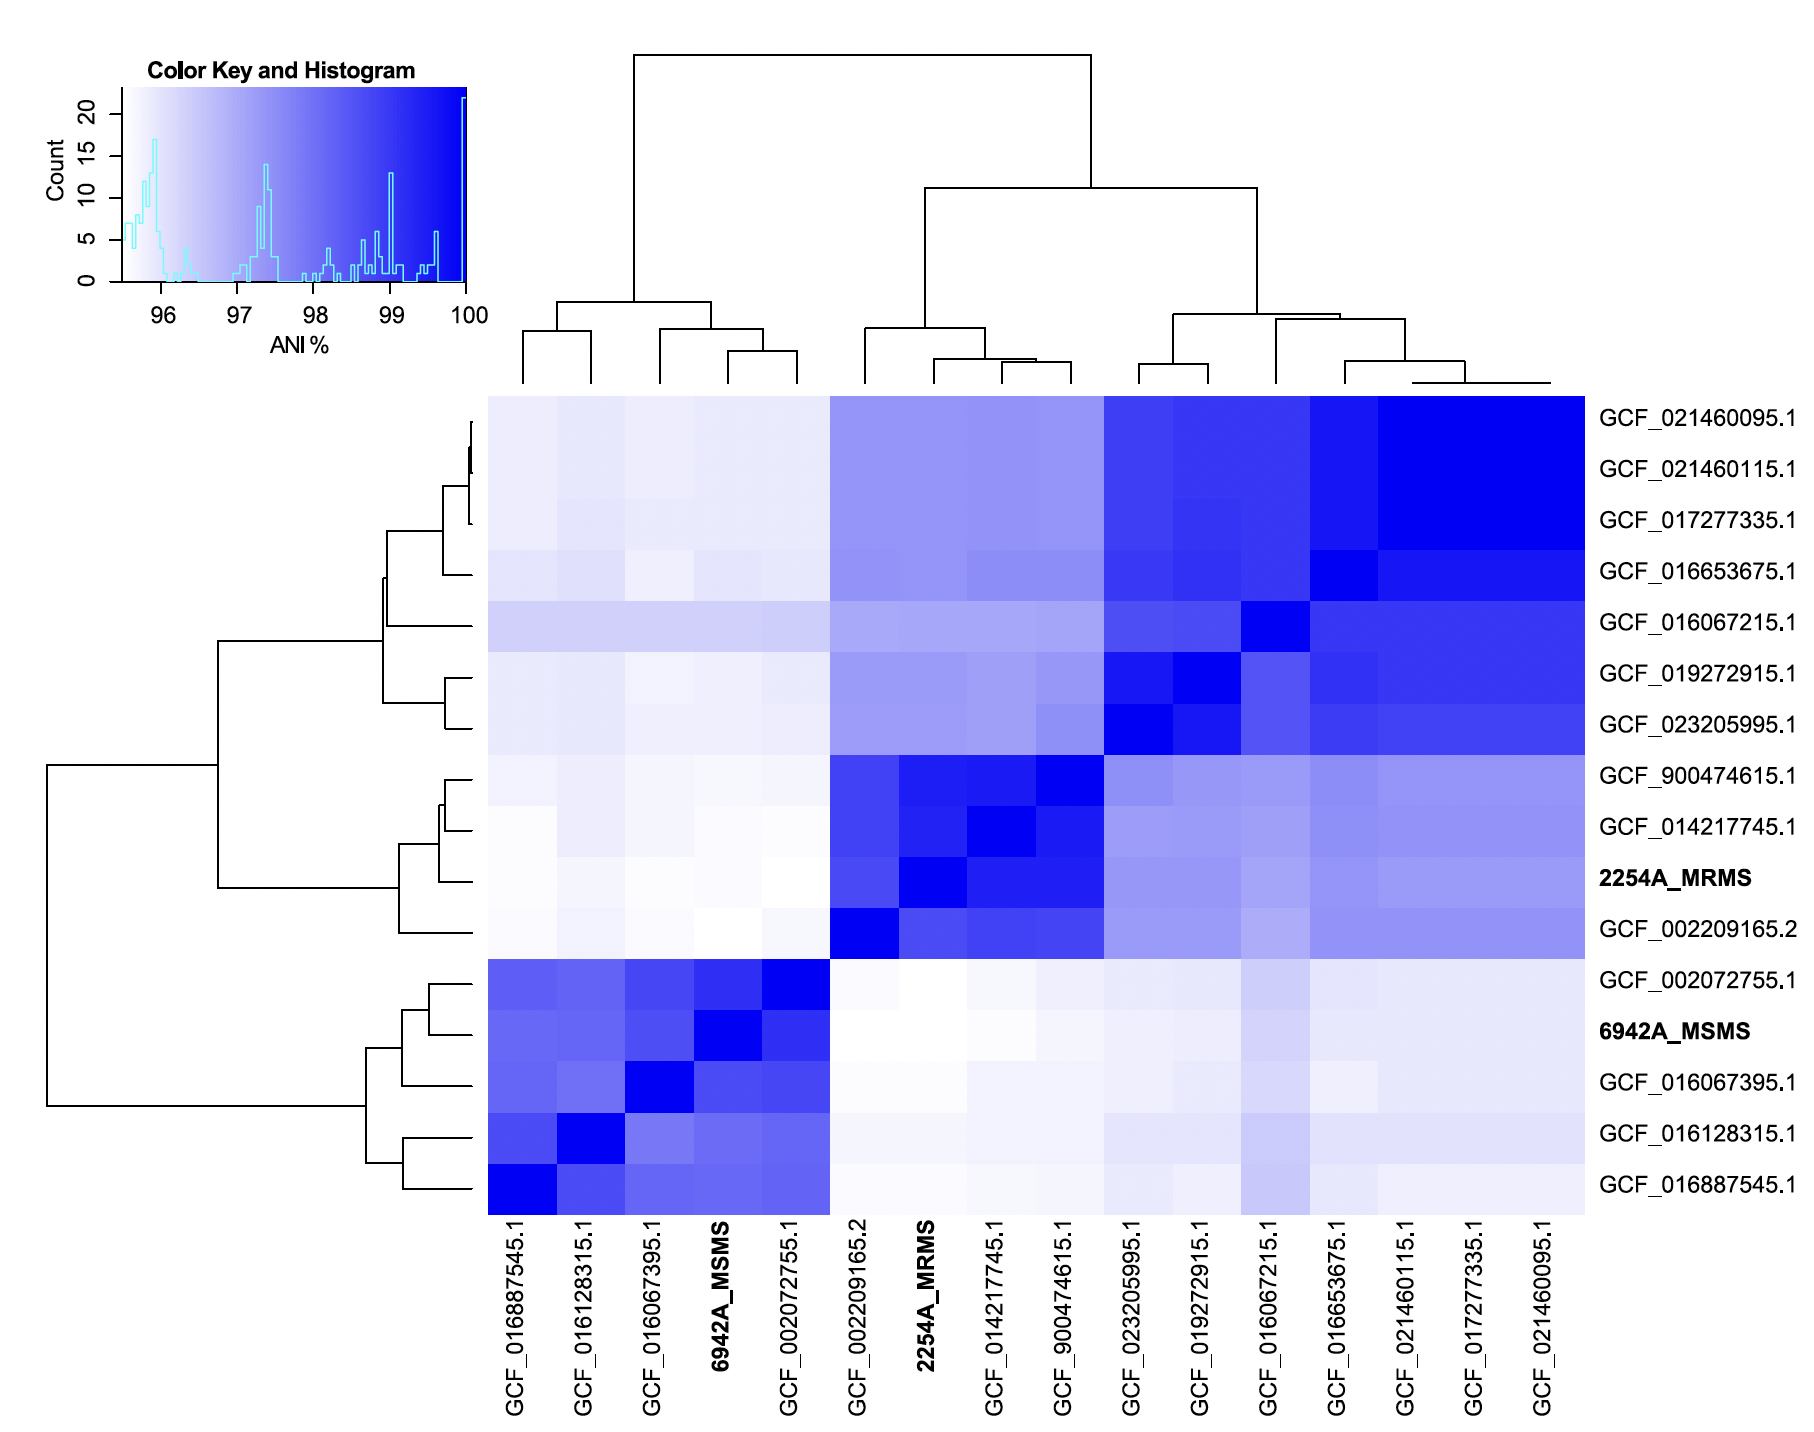 Color Key and Histogram
Count
20
15
10
5
0
96 97 98 99 100
ANI %
GCF_021460095.1
GCF_021460115.1
GCF_017277335.1
GCF_016653675.1
GCF_016067215.1
GCF_019272915.1
GCF_023205995.1
GCF_900474615.1
GCF_014217745.1
2254A_MRMS
GCF_002209165.2
GCF_002072755.1
6942A_MSMS
GCF_016067395.1
GCF_016128315.1
GCF_016887545.1
GCF_016887545.1
GCF_016128315.1
GCF_016067395.1
6942A_MSMS
GCF_002072755.1
GCF_002209165.2
2254A_MRMS
GCF_014217745.1
GCF_900474615.1
GCF_023205995.1
GCF_019272915.1
GCF_016067215.1
GCF_016653675.1
GCF_021460115.1
GCF_017277335.1
GCF_021460095.1